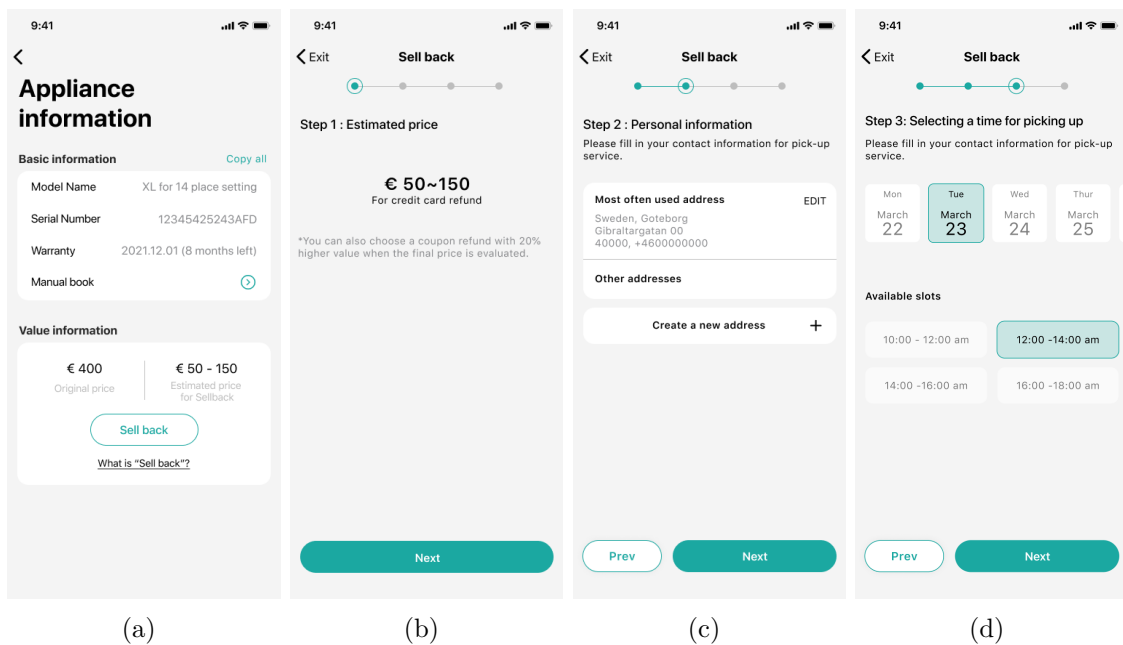 9:41
Appliance
information
Basic information Copy all
Model Name XL for 14 place setting
Serial Number 12345425243AFD
Warranty 2021.12.01 (8 months left)
Manual book
Value information
€ 400 € 50 - 150
Original price Estimated price
for Sellback
Sell back
What is “Sell back”?
(a)
9:41
Exit Sell back
Step 1 : Estimated price
€ 50~150
For credit card refund
*You can also choose a coupon refund with 20%
higher value when the final price is evaluated.
Next
(b)
9:41
Exit Sell back
Step 2 : Personal information
Please fill in your contact information for pick-up
service.
Most often used address EDIT
Sweden, Goteborg
Gibraltargatan 00
40000, +4600000000
Other addresses
Create a new address +
Prev Next
(c)
9:41
Exit Sell back
Step 3: Selecting a time for picking up
Please fill in your contact information for pick-up
service.
Mon Tue Wed Thur
March March March March
22 23 24 25
Available slots
10:00 - 12:00 am 12:00 -14:00 am
14:00 -16:00 am 16:00 -18:00 am
Prev Next
(d)